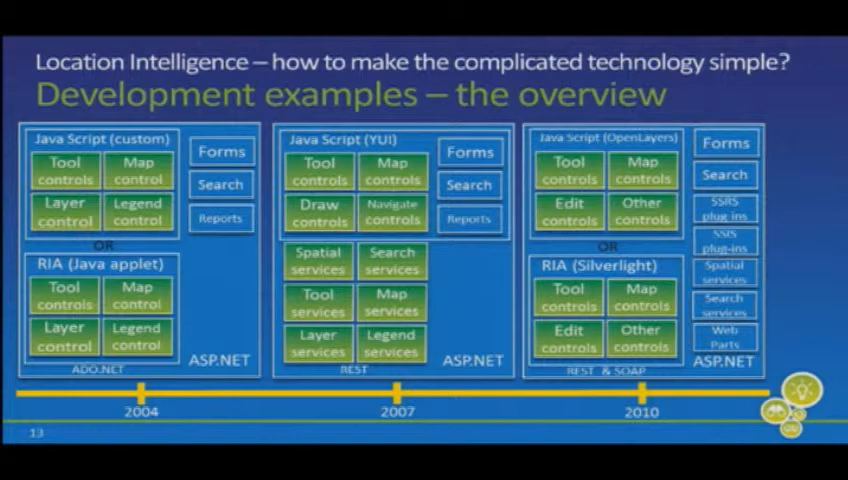 Location Intelligence – how to make the complicated technology simple?
Development examples – the overview
Java Script (custom)
Tool controls
Map control
Layer control
Legend control
OR
RIA (Java applet)
Tool controls
Map controls
Layer control
Legend control
ADO.NET
Forms
Search
Reports
ASP.NET
Java Script (YUI)
Tool controls
Map controls
Draw controls
Navigate controls
Spatial services
Search services
Tool services
Map services
Layer services
Legend services
REST
Forms
Search
Reports
ASP.NET
Java Script (OpenLayers)
Tool controls
Map controls
Edit controls
Other controls
OR
RIA (Silverlight)
Tool controls
Map controls
Edit controls
Other controls
REST & SOAP
Forms
Search
SSRS plug ins
SSIS plug-ins
Spatial services
Search services
Web Parts
ASP.NET
2004
2007
2010
13